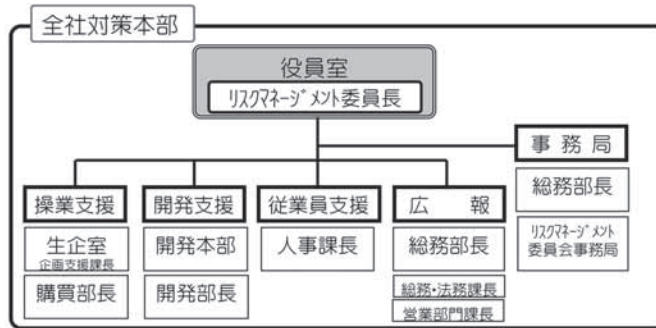 全社対策本部
役員室
リスクマネージメント委員長
事務局
総務部長
リスクマネージメント
委員会事務局
操業支援
生企室
企画支援課長
購買部長
開発支援
開発本部
開発部長
従業員支援
人事課長
広報
総務部長
総務・法務課長
営業部門課長